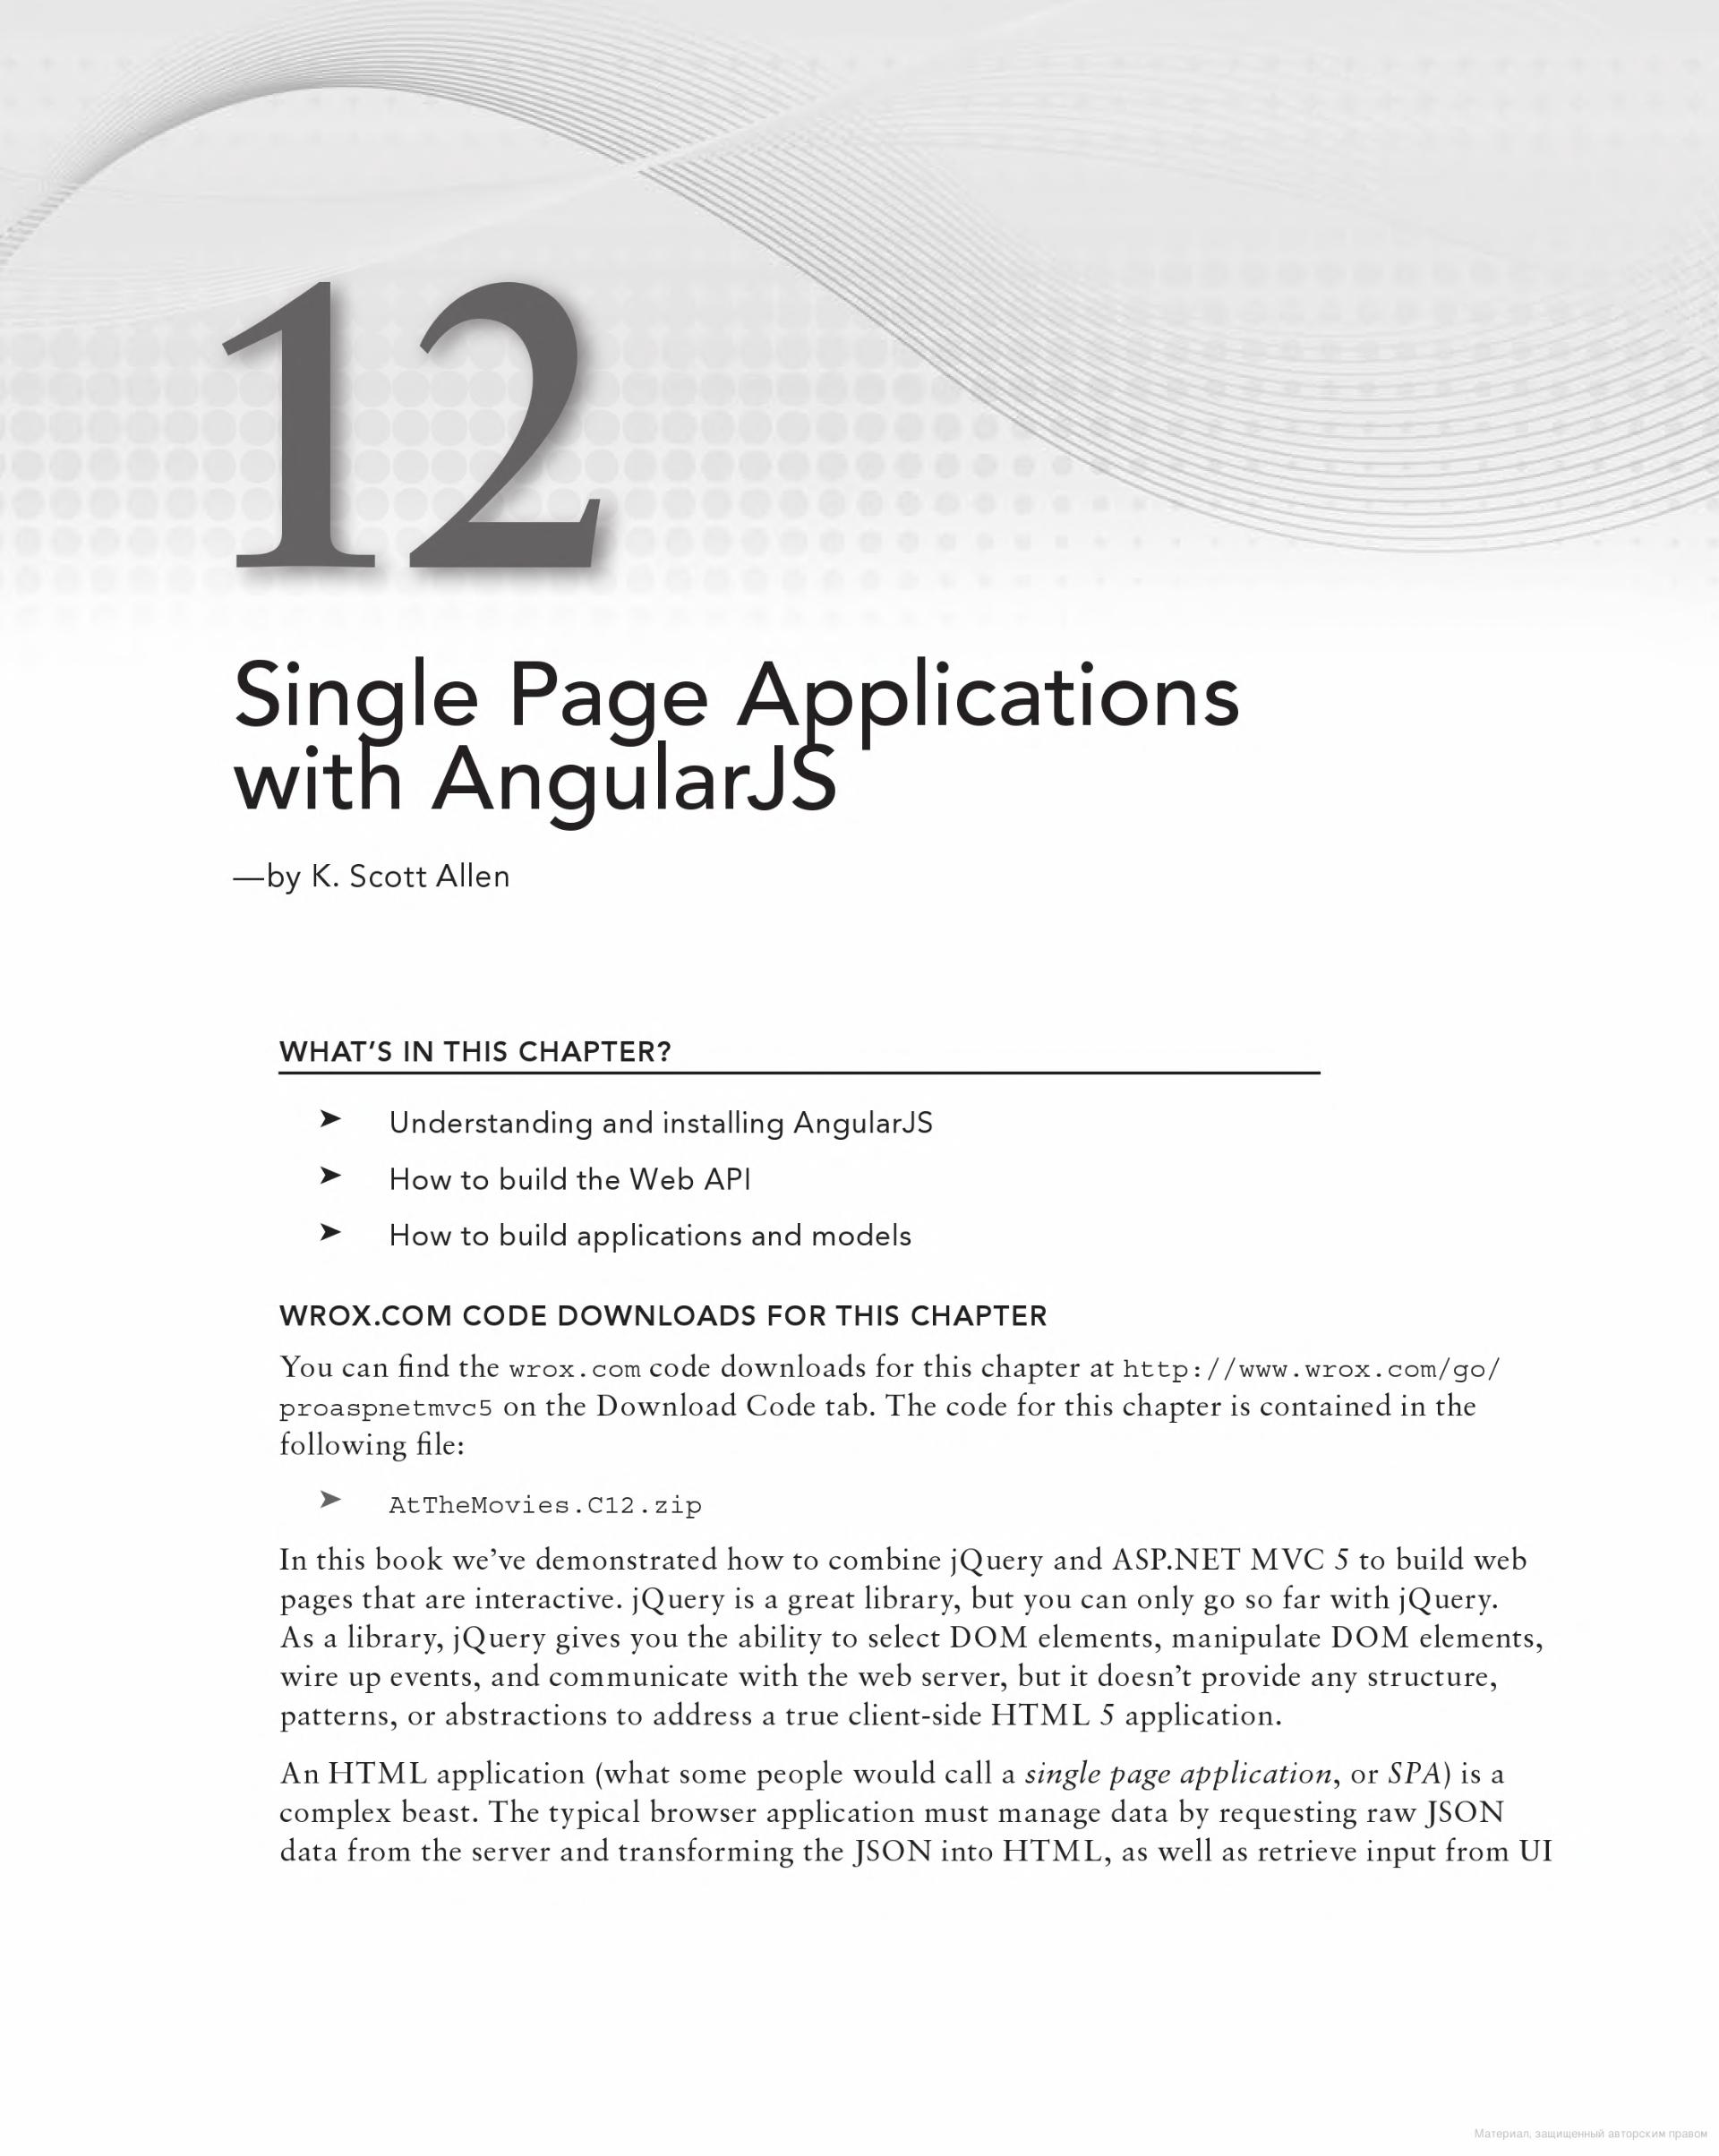 12
Single Page Applications
with AngularJS
—by K. Scott Allen
WHAT’S IN THIS CHAPTER?
➤ Understanding and installing AngularJS
➤ How to build the Web API
➤ How to build applications and models
WROX.COM CODE DOWNLOADS FOR THIS CHAPTER
You can find the wrox.com code downloads for this chapter at http://www.wrox.com/go/
proaspnetmvc5 on the Download Code tab. The code for this chapter is contained in the
following file:
➤ AtTheMovies.C12.zip
In this book we’ve demonstrated how to combine jQuery and ASP.NET MVC 5 to build web
pages that are interactive. jQuery is a great library, but you can only go so far with jQuery.
As a library, jQuery gives you the ability to select DOM elements, manipulate DOM elements,
wire up events, and communicate with the web server, but it doesn’t provide any structure,
patterns, or abstractions to address a true client-side HTML 5 application.
An HTML application (what some people would call a single page application, or SPA) is a
complex beast. The typical browser application must manage data by requesting raw JSON
data from the server and transforming the JSON into HTML, as well as retrieve input from UI
Материал, защищенный авторским правом